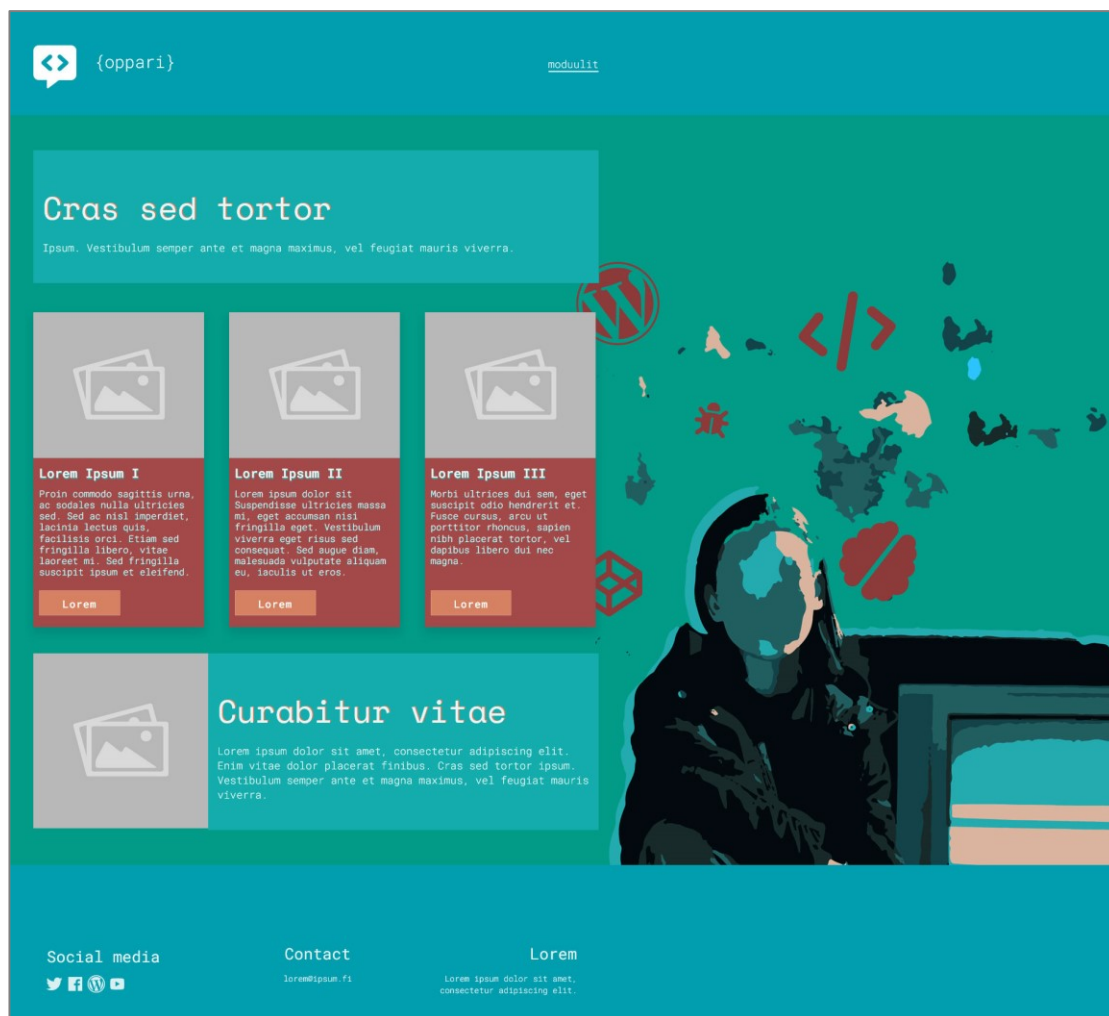 {oppari}
moduulit
Cras sed tortor
Ipsum. Vestibulum semper ante et magna maximus, vel feugiat mauris viverra.
Lorem Ipsum I
Proin commodo sagittis urna,
ac sodales nulla ultricies
sed. Sed ac nisl imperdiet,
lacinia lectus quis,
facilisis orci. Etiam sed
fringilla libero, vitae
laoreet mi. Sed fringilla
suscipit ipsum et eleifend.
Lorem
Lorem Ipsum II
Lorem ipsum dolor sit
Suspendisse ultricies massa
mi, eget accumsan nisi
fringilla eget. Vestibulum
viverra eget risus sed
consequat. Sed augue diam,
malesuada vulputate aliquam
eu, iaculis ut eros.
Lorem
Lorem Ipsum III
Morbi ultrices dui sem, eget
suscipit odio hendrerit et.
Fusce cursus, arcu ut
porttitor rhoncus, sapien
nibh placerat tortor, vel
dapibus libero dui nec
magna.
Lorem
Curabitur vitae
Lorem ipsum dolor sit amet, consectetur adipiscing elit.
Enim vitae dolor placerat finibus. Cras sed tortor ipsum.
Vestibulum semper ante et magna maximus, vel feugiat mauris
viverra.
Social media
Contact
lorem@ipsum.fi
Lorem
Lorem ipsum dolor sit amet,
consectetur adipiscing elit.